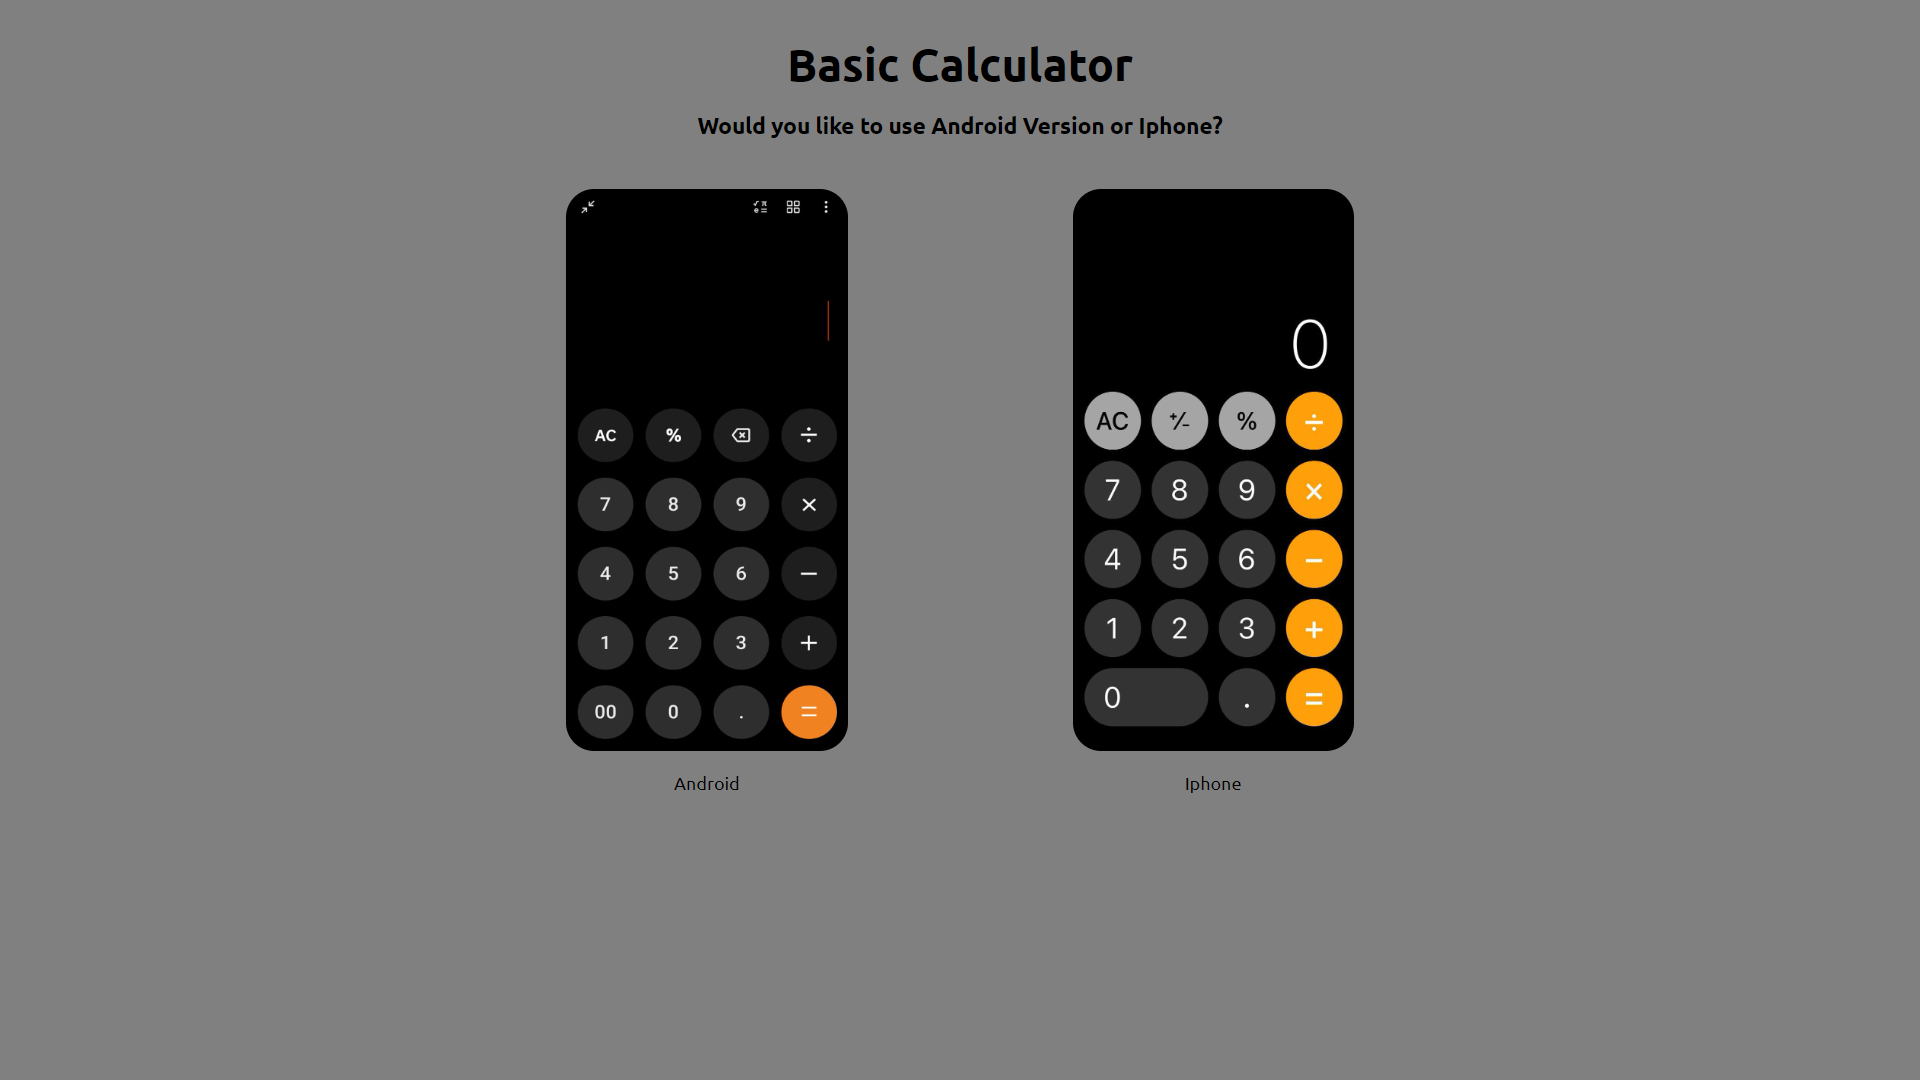 Basic Calculator
Would you like to use Android Version or Iphone?
√ π
e =
AC % ÷
7 8 9 ×
4 5 6 −
1 2 3 +
00 0 . =
Android
0
AC +/- % ÷
7 8 9 ×
4 5 6 −
1 2 3 +
0 . =
Iphone